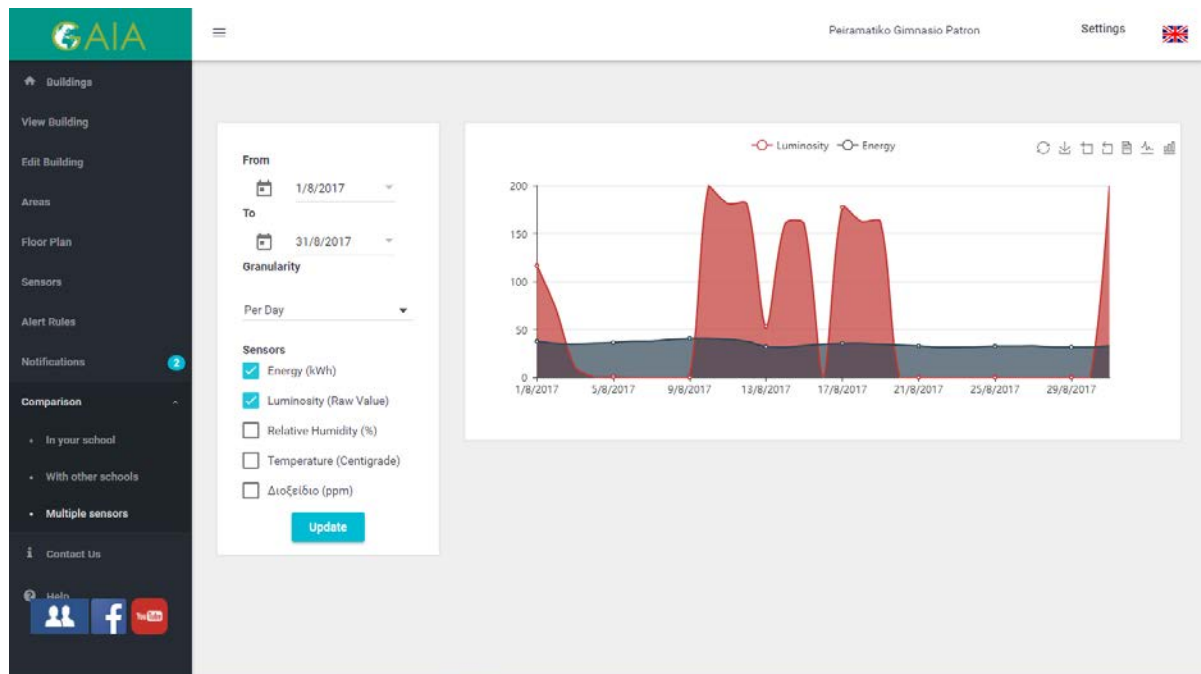 GAIA
Peiramatiko Gimnasio Patron
Settings
Buildings
View Building
Edit Building
Areas
Floor Plan
Sensors
Alert Rules
Notifications
2
Comparison
In your school
With other schools
Multiple sensors
Contact Us
Help
You Tube
From
1/8/2017
To
31/8/2017
Granularity
Per Day
Sensors
Energy (kWh)
Luminosity (Raw Value)
Relative Humidity (%)
Temperature (Centigrade)
Διοξείδιο (ppm)
Update
Luminosity Energy
200
150
100
50
0
1/8/2017 5/8/2017 9/8/2017 13/8/2017 17/8/2017 21/8/2017 25/8/2017 29/8/2017